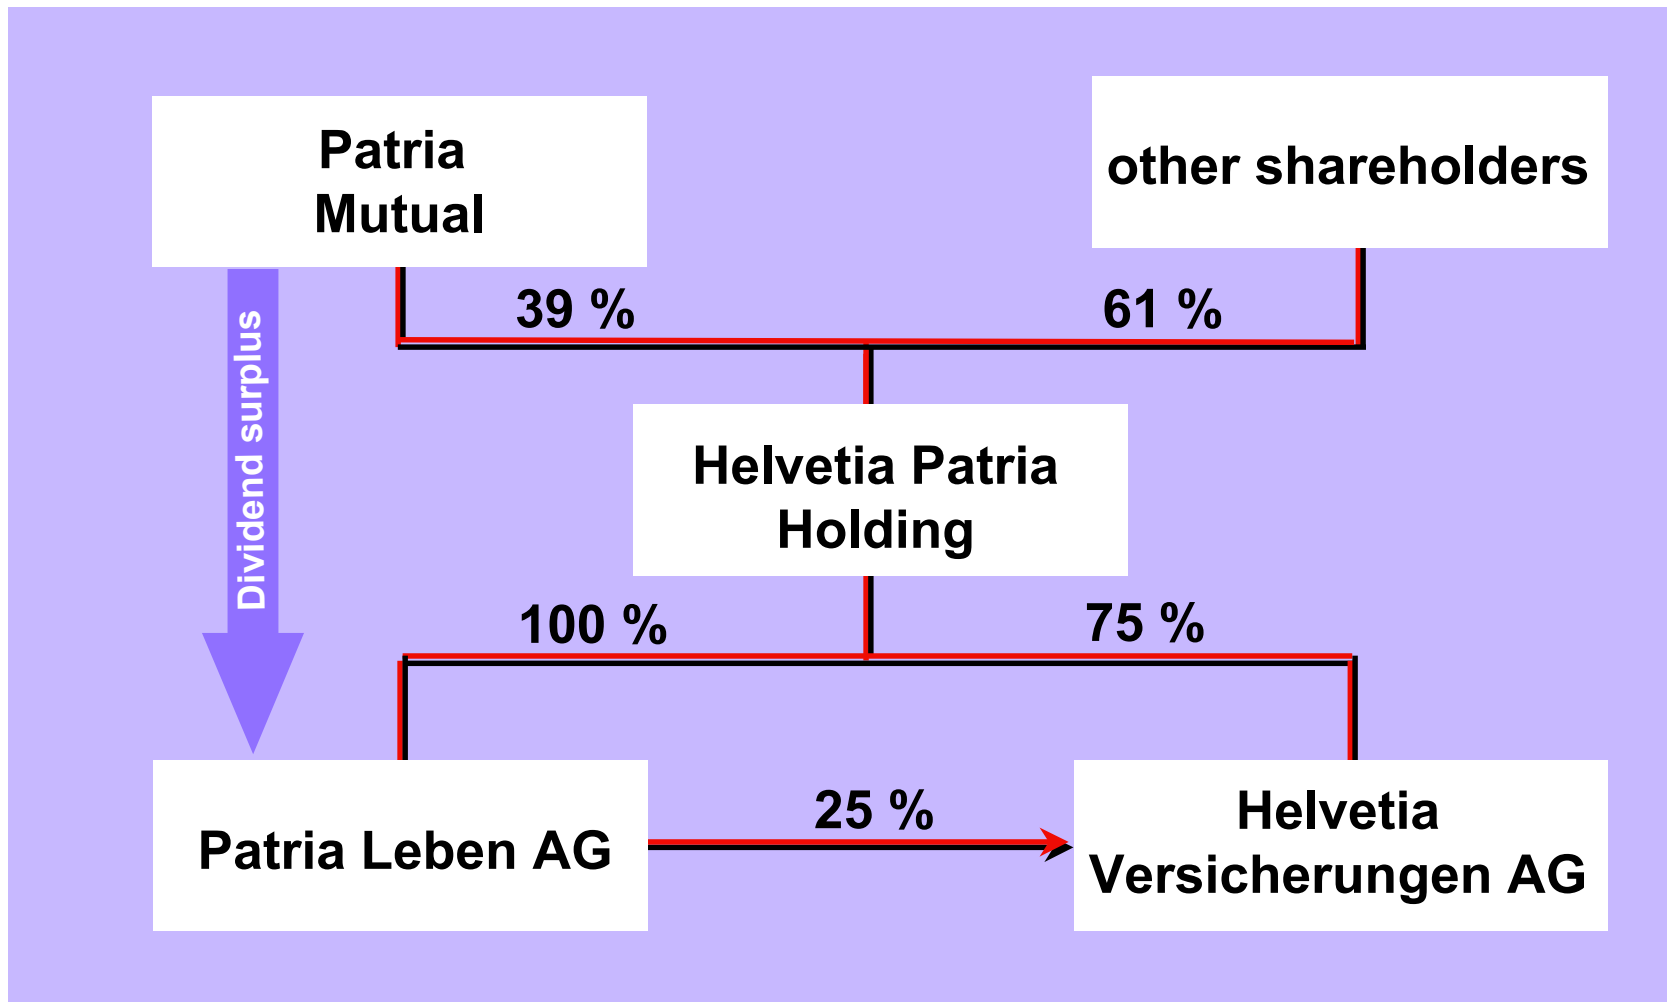 Patria
Mutual
other shareholders
39 %
61 %
Dividend surplus
Helvetia Patria
Holding
100 %
75 %
Patria Leben AG
25 %
Helvetia
Versicherungen AG